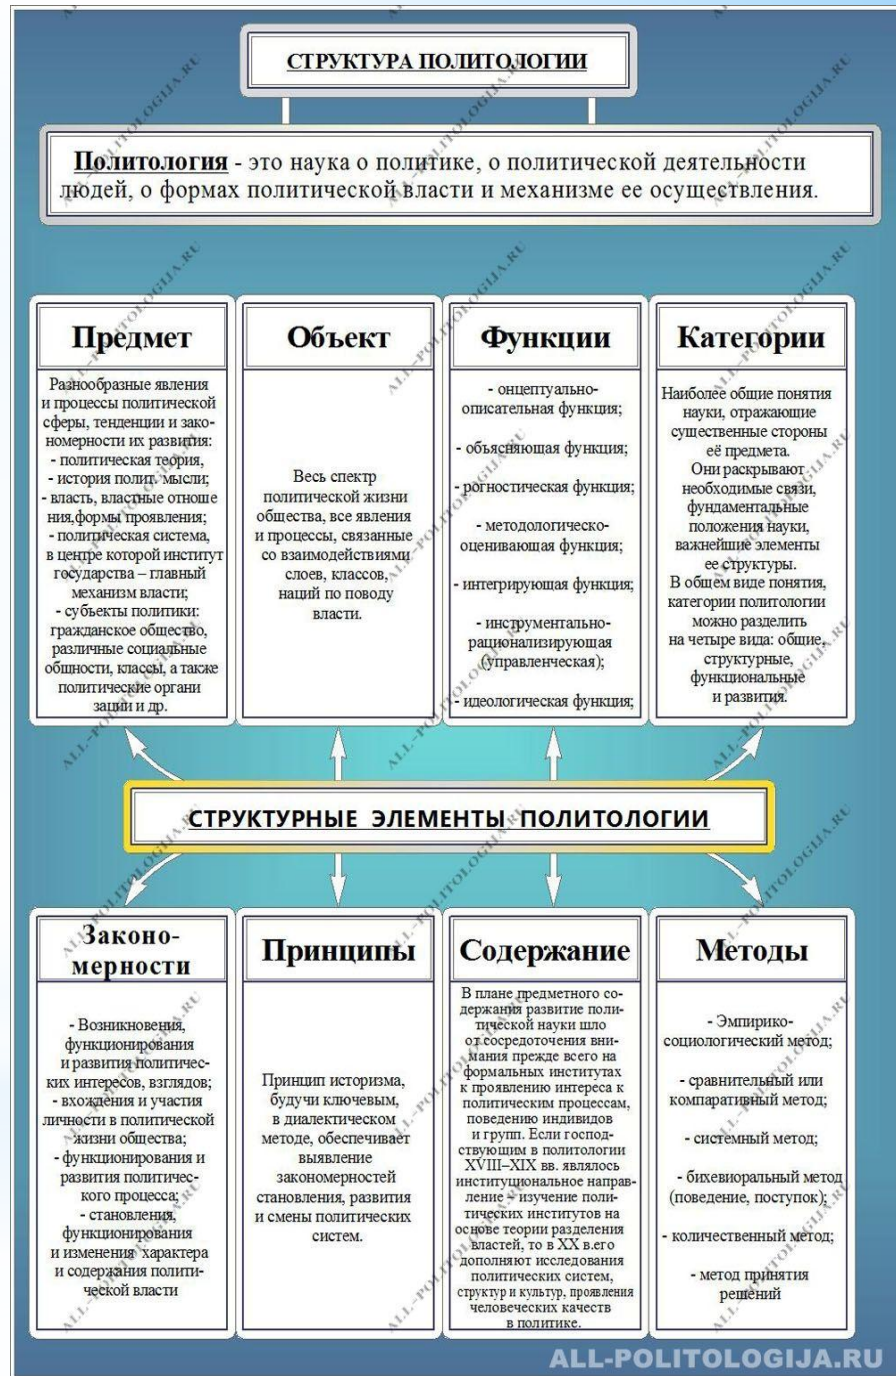 СТРУКТУРА ПОЛИТОЛОГИИ
Политология - это наука о политике, о политической деятельности
людей, о формах политической власти и механизме ее осуществления.
Предмет
Разнообразные явления
и процессы политической
сферы, тенденции и зако-
номерности их развития:
- политическая теория,
- история полит. мысли;
- власть, властные отноше
ния,формы проявления;
- политическая система,
в центре которой институт
государства – главный
механизм власти;
- субъекты политики:
гражданское общество,
различные социальные
общности, классы, а также
политические органи
зации и др.
Объект
Весь спектр
политической жизни
общества, все явления
и процессы, связанные
со взаимодействиями
слоев, классов,
наций по поводу
власти.
Функции
- онцептуально-
описательная функция;
- объясняющая функция;
- рогностическая функция;
- методологическо-
оценивающая функция;
- интегрирующая функция;
- инструментально-
рационализирующая
(управленческая);
- идеологическая функция;
Категории
Наиболее общие понятия
науки, отражающие
существенные стороны
её предмета.
Они раскрывают
необходимые связи,
фундаментальные
положения науки,
важнейшие элементы
ее структуры.
В общем виде понятия,
категории политологии
можно разделить
на четыре вида: общие,
структурные,
функциональные
и развития.
СТРУКТУРНЫЕ ЭЛЕМЕНТЫ ПОЛИТОЛОГИИ
Законо-
мерности
- Возникновения,
функционирования
и развития политичес-
ких интересов, взглядов;
- вхождения и участия
личности в политической
жизни общества;
- функционирования и
развития политичес-
кого процесса;
- становления,
функционирования
и изменения характера
и содержания полити-
ческой власти
Принципы
Принцип историзма,
будучи ключевым,
в диалектическом
методе, обеспечивает
выявление
закономерностей
становления, развития
и смены политических
систем.
Содержание
В плане предметного со-
держания развитие поли-
тической науки шло
от сосредоточения вни-
мания прежде всего на
формальных институтах
к проявлению интереса к
политическим процессам,
поведению индивидов
и групп. Если господ-
ствующим в политологии
XVIII–XIX вв. являлось
институциональное направ-
ление – изучение поли-
тических институтов на
основе теории разделения
властей, то в XX в.его
дополняют исследования
политических систем,
структур и культур, проявления
человеческих качеств
в политике.
Методы
- Эмпирико-
социологический метод;
- сравнительный или
компаративный метод;
- системный метод;
- бихевиоральный метод
(поведение, поступок);
- количественный метод;
- метод принятия
решений
ALL-POLITOLOGIJA.RU